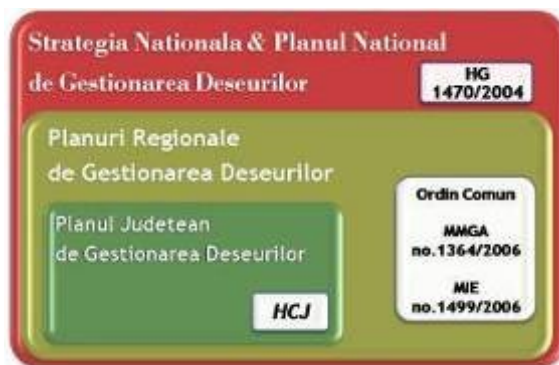 Strategia Nationala & Planul National
de Gestionarea Deseurilor
HG
1470/2004
Planuri Regionale
de Gestionarea Deseurilor
Ordin Comun
MMGA
no.1364/2006
MIE
no.1499/2006
Planul Judetean
de Gestionarea Deseurilor
HCJ